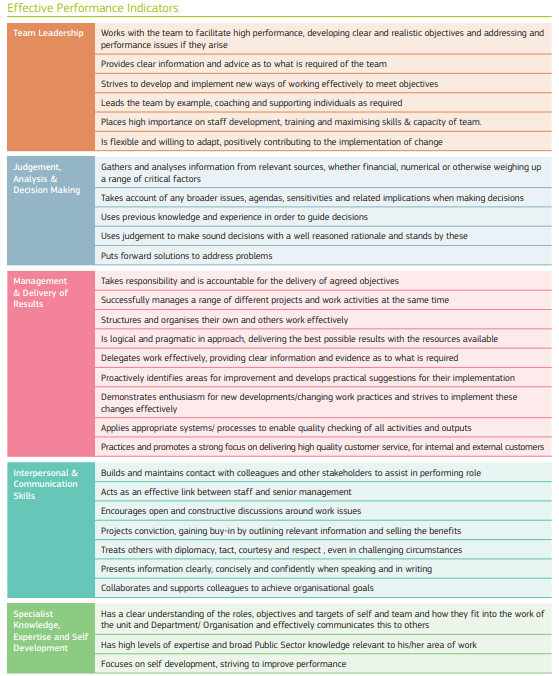 Effective Performance Indicators
Team Leadership
Works with the team to facilitate high performance, developing clear and realistic objectives and addressing and
performance issues if they arise
Provides clear information and advice as to what is required of the team
Strives to develop and implement new ways of working effectively to meet objectives
Leads the team by example, coaching and supporting individuals as required
Places high importance on staff development, training and maximising skills & capacity of team.
Is flexible and willing to adapt, positively contributing to the implementation of change
Judgement,
Analysis &
Decision Making
Gathers and analyses information from relevant sources, whether financial, numerical or otherwise weighing up
a range of critical factors
Takes account of any broader issues, agendas, sensitivities and related implications when making decisions
Uses previous knowledge and experience in order to guide decisions
Uses judgement to make sound decisions with a well reasoned rationale and stands by these
Puts forward solutions to address problems
Management
& Delivery of
Results
Takes responsibility and is accountable for the delivery of agreed objectives
Successfully manages a range of different projects and work activities at the same time
Structures and organises their own and others work effectively
Is logical and pragmatic in approach, delivering the best possible results with the resources available
Delegates work effectively, providing clear information and evidence as to what is required
Proactively identifies areas for improvement and develops practical suggestions for their implementation
Demonstrates enthusiasm for new developments/changing work practices and strives to implement these
changes effectively
Applies appropriate systems/ processes to enable quality checking of all activities and outputs
Practices and promotes a strong focus on delivering high quality customer service, for internal and external customers
Interpersonal &
Communication
Skills
Builds and maintains contact with colleagues and other stakeholders to assist in performing role
Acts as an effective link between staff and senior management
Encourages open and constructive discussions around work issues
Projects conviction, gaining buy-in by outlining relevant information and selling the benefits
Treats others with diplomacy, tact, courtesy and respect , even in challenging circumstances
Presents information clearly, concisely and confidently when speaking and in writing
Collaborates and supports colleagues to achieve organisational goals
Specialist
Knowledge,
Expertise and Self
Development
Has a clear understanding of the roles, objectives and targets of self and team and how they fit into the work of
the unit and Department/ Organisation and effectively communicates this to others
Has high levels of expertise and broad Public Sector knowledge relevant to his/her area of work
Focuses on self development, striving to improve performance